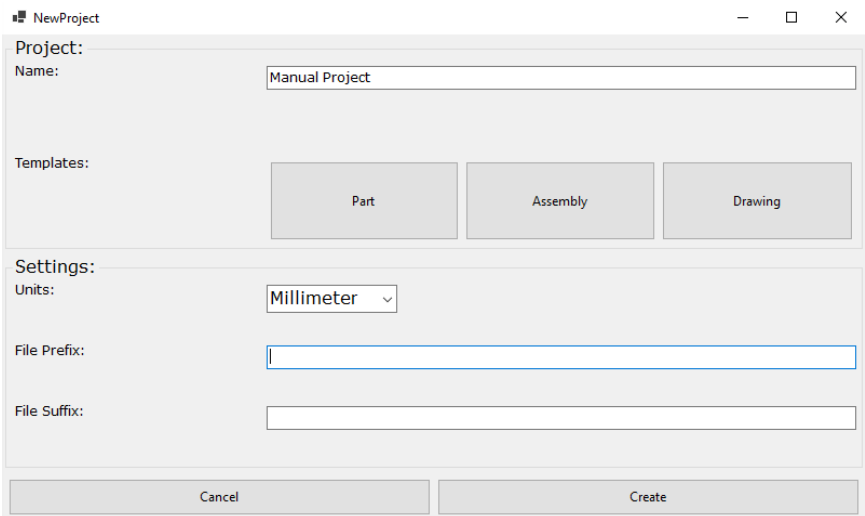 NewProject
Project:
Name:
Manual Project
Templates:
Part
Assembly
Drawing
Settings:
Units:
Millimeter
File Prefix:
File Suffix:
Cancel
Create